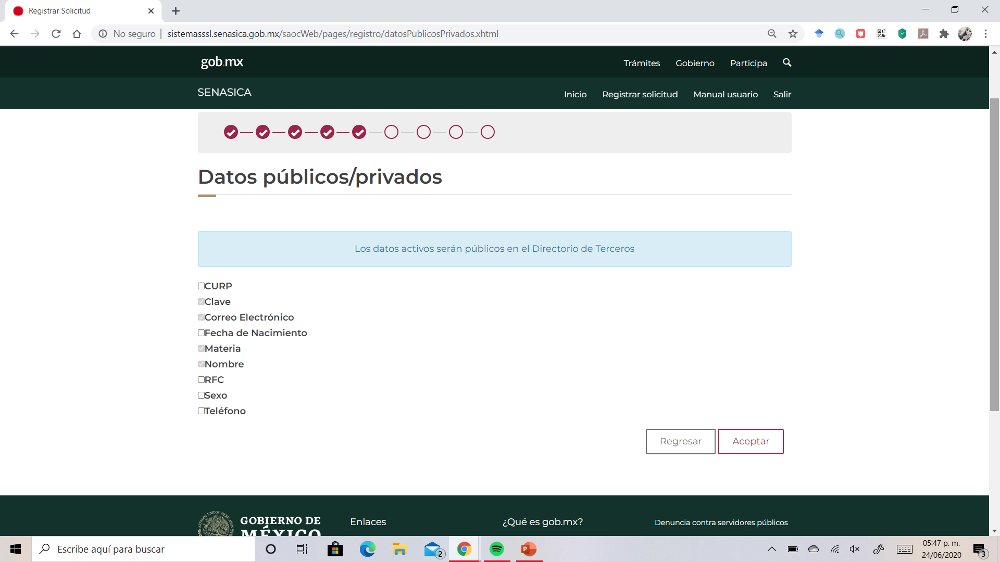 Registrar Solicitud
No seguro | sistemasssl.senasica.gob.mx/saocWeb/pages/registro/datosPublicosPrivados.xhtml
gob.mx
Trámites
Gobierno
Participa
SENASICA
Inicio
Registrar solicitud
Manual usuario
Salir
Datos públicos/privados
Los datos activos serán públicos en el Directorio de Terceros
CURP
Clave
Correo Electrónico
Fecha de Nacimiento
Materia
Nombre
RFC
Sexo
Teléfono
Regresar
Aceptar
ESTADOS UNIDOS MEXICANOS
GOBIERNO DE
MÉXICO
Enlaces
¿Qué es gob.mx?
Denuncia contra servidores públicos
Escribe aquí para buscar
2
05:47 p. m.
24/06/2020
3